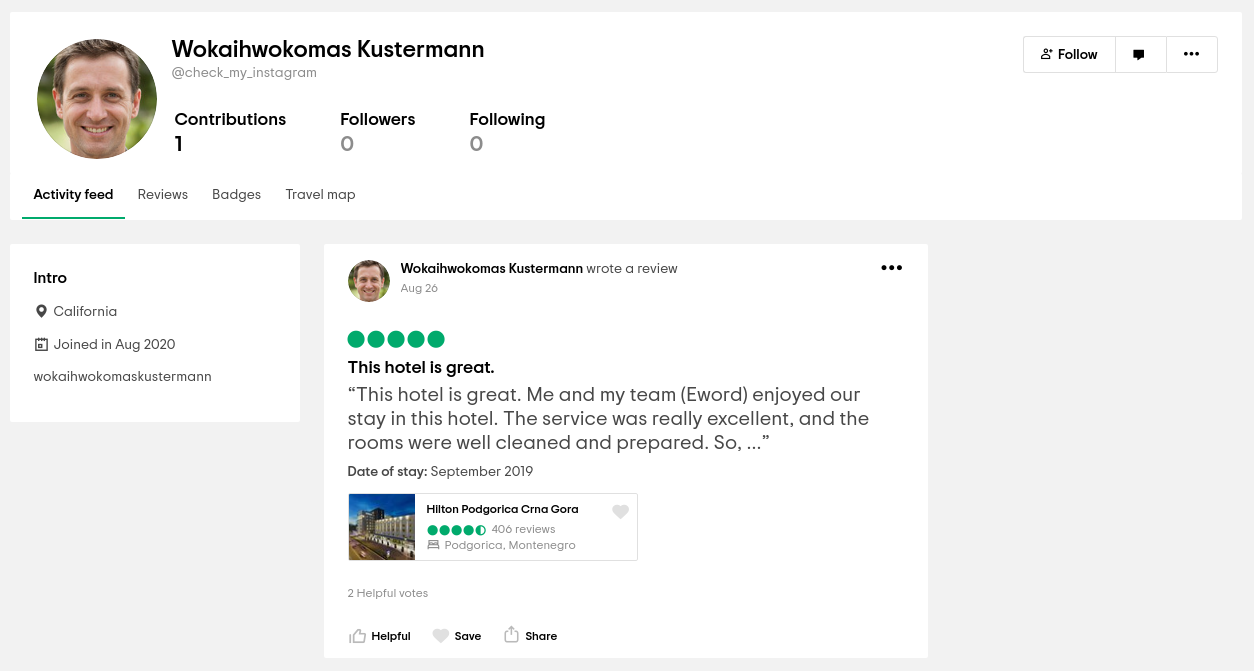 Wokaihwokomas Kustermann
@check_my_instagram
Follow
Contributions
1
Followers
0
Following
0
Activity feed
Reviews
Badges
Travel map
Intro
California
Joined in Aug 2020
wokaihwokomaskustermann
Wokaihwokomas Kustermann wrote a review
Aug 26
This hotel is great.
“This hotel is great. Me and my team (Eword) enjoyed our
stay in this hotel. The service was really excellent, and the
rooms were well cleaned and prepared. So, ...”
Date of stay: September 2019
Hilton Podgorica Crna Gora
406 reviews
Podgorica, Montenegro
2 Helpful votes
Helpful
Save
Share